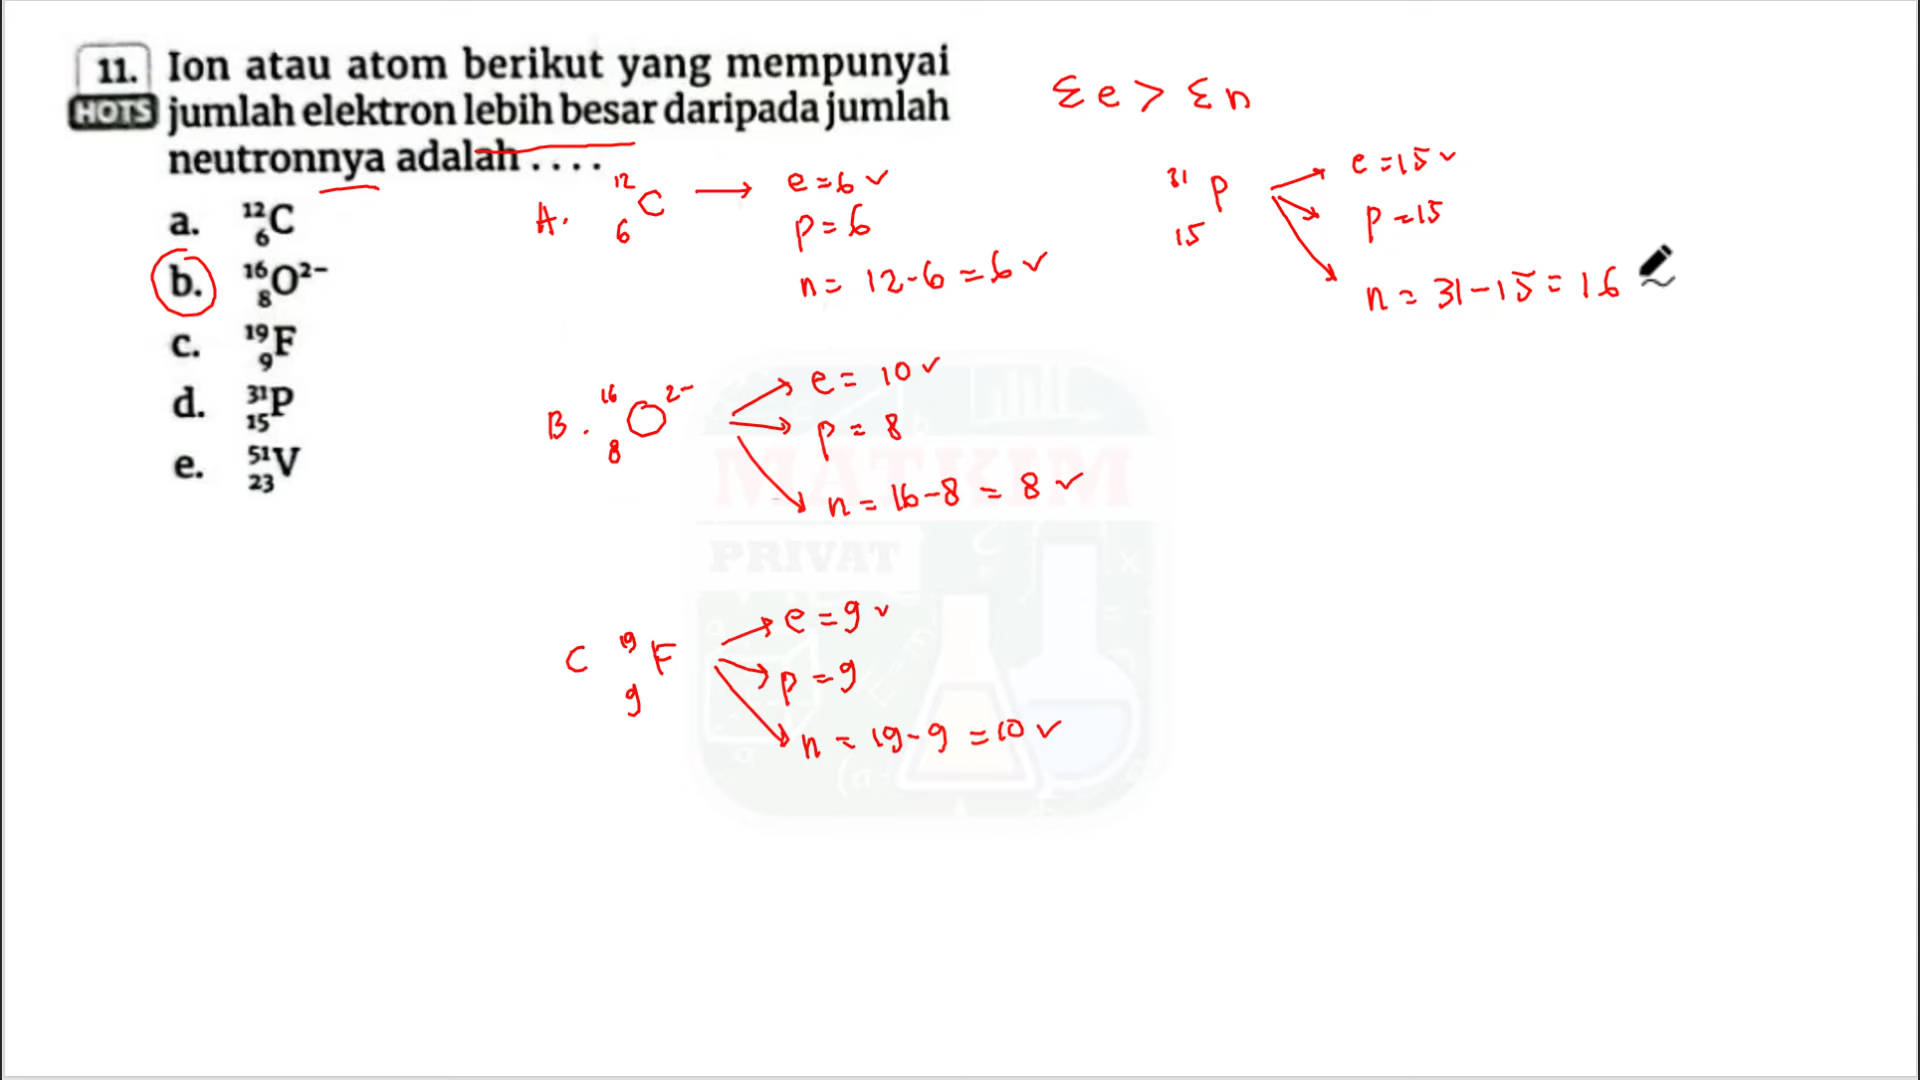 11. Ion atau atom berikut yang mempunyai
HOTS jumlah elektron lebih besar daripada jumlah
neutronnya adalah . . . .
a. ¹²₆C
b. ¹⁶₈O²⁻
c. ¹⁹₉F
d. ³¹₁₅P
e. ⁵¹₂₃V
Σe > Σn
A. ¹²₆C → e = 6 ✓
p = 6
n = 12 - 6 = 6 ✓
B. ¹⁶₈O²⁻ → e = 10 ✓
p = 8
n = 16 - 8 = 8 ✓
C ¹⁹₉F → e = 9 ✓
p = 9
n = 19 - 9 = 10 ✓
³¹₁₅P → e = 15 ✓
p = 15
n = 31 - 15 = 16
MATKIM
PRIVAT